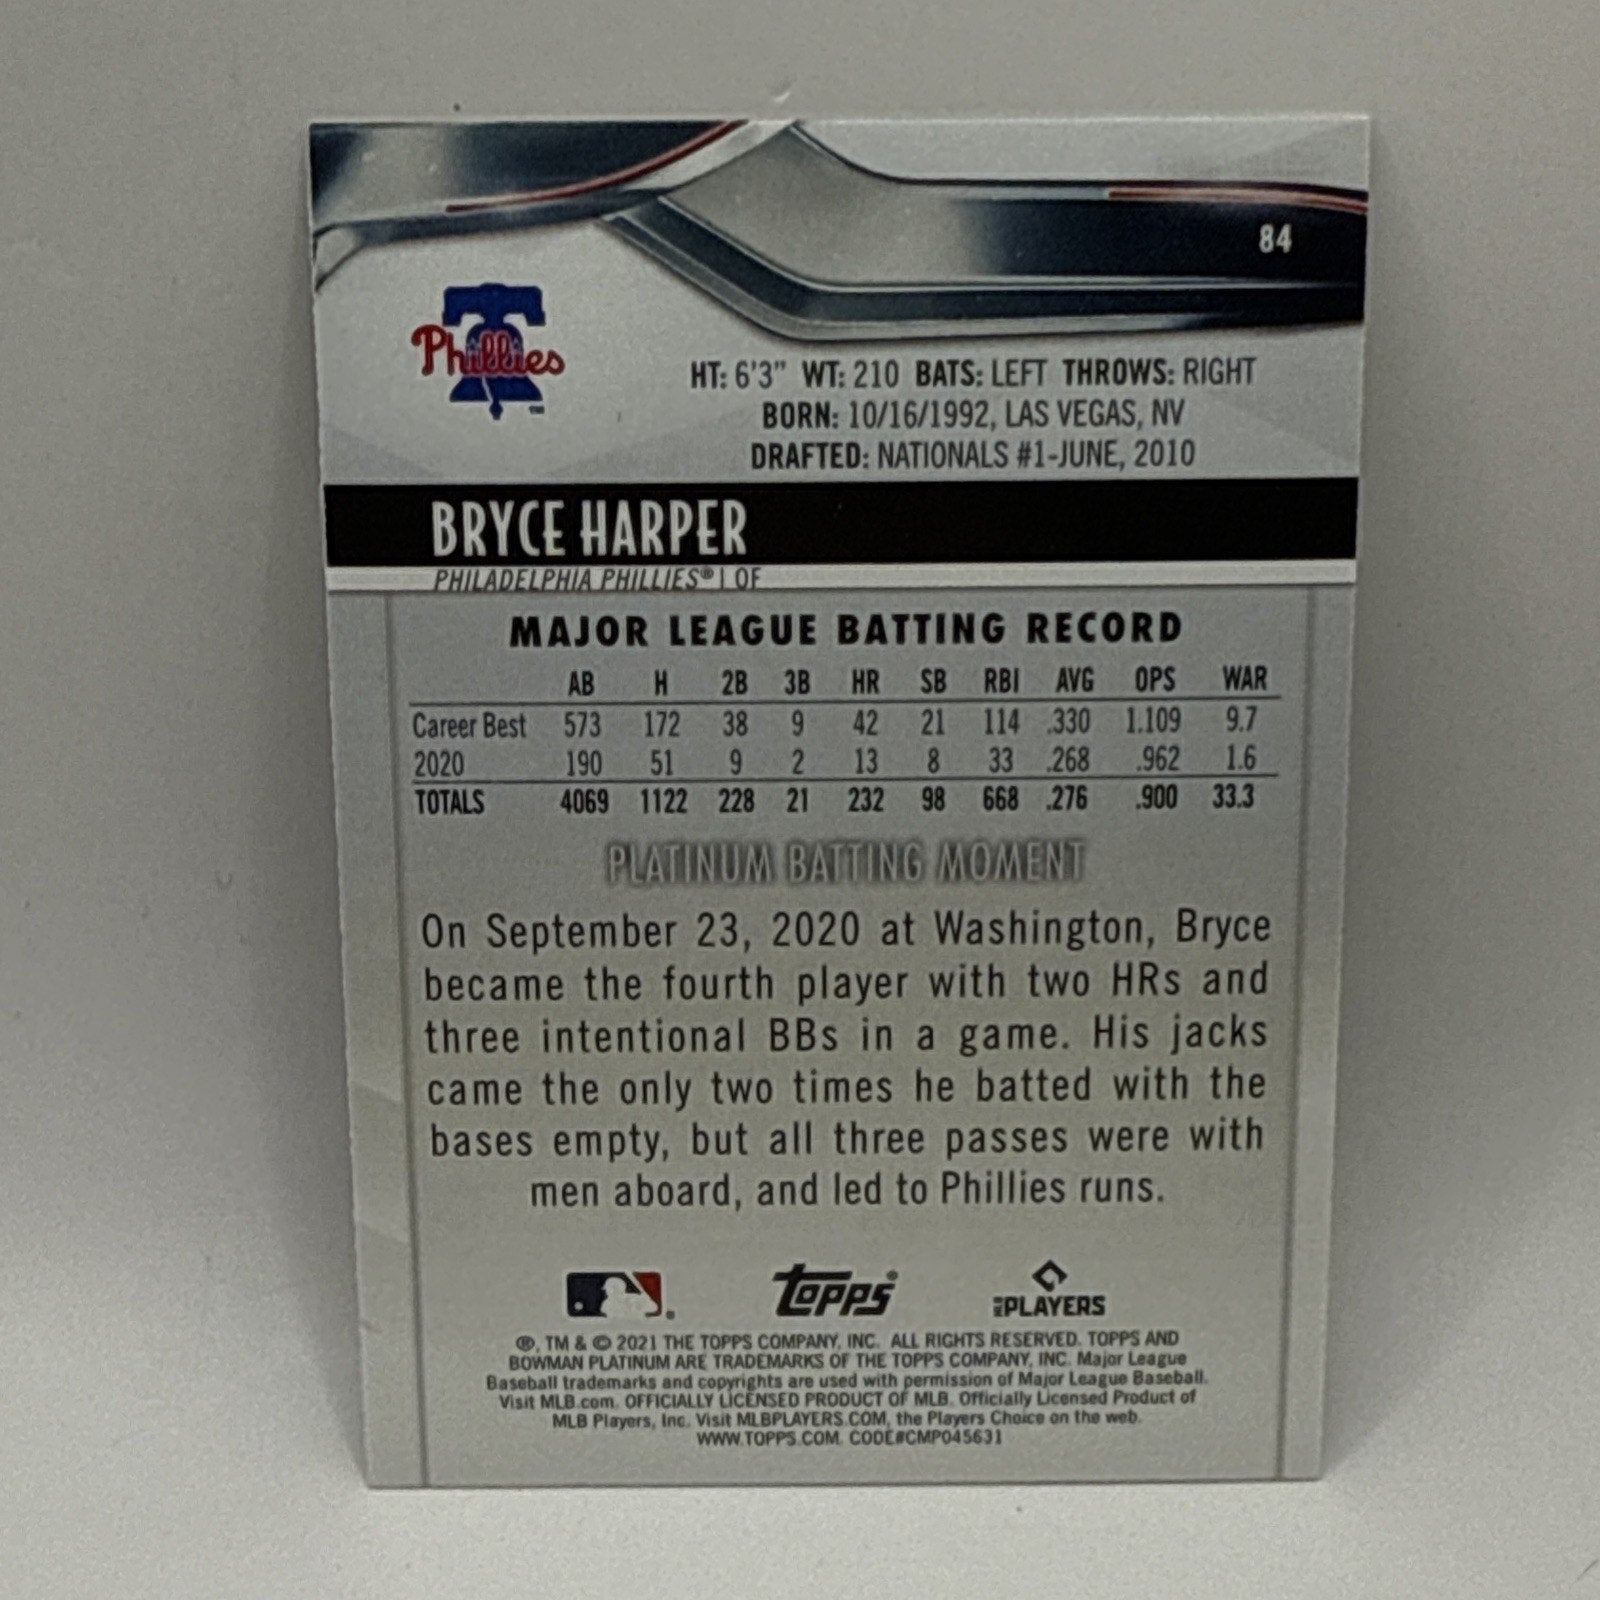 84
Phillies
TM
HT: 6'3" WT: 210 BATS: LEFT THROWS: RIGHT
BORN: 10/16/1992, LAS VEGAS, NV
DRAFTED: NATIONALS #1-JUNE, 2010
BRYCE HARPER
PHILADELPHIA PHILLIES® | OF
MAJOR LEAGUE BATTING RECORD
AB H 2B 3B HR SB RBI AVG OPS WAR
Career Best 573 172 38 9 42 21 114 .330 1.109 9.7
2020 190 51 9 2 13 8 33 .268 .962 1.6
TOTALS 4069 1122 228 21 232 98 668 .276 .900 33.3
PLATINUM BATTING MOMENT
On September 23, 2020 at Washington, Bryce
became the fourth player with two HRs and
three intentional BBs in a game. His jacks
came the only two times he batted with the
bases empty, but all three passes were with
men aboard, and led to Phillies runs.
Topps®
MLB PLAYERS
®, TM & © 2021 THE TOPPS COMPANY, INC. ALL RIGHTS RESERVED. TOPPS AND
BOWMAN PLATINUM ARE TRADEMARKS OF THE TOPPS COMPANY, INC. Major League
Baseball trademarks and copyrights are used with permission of Major League Baseball.
Visit MLB.com. OFFICIALLY LICENSED PRODUCT OF MLB. Officially Licensed Product of
MLB Players, Inc. Visit MLBPLAYERS.COM, the Players Choice on the web.
WWW.TOPPS.COM. CODE#CMP045631